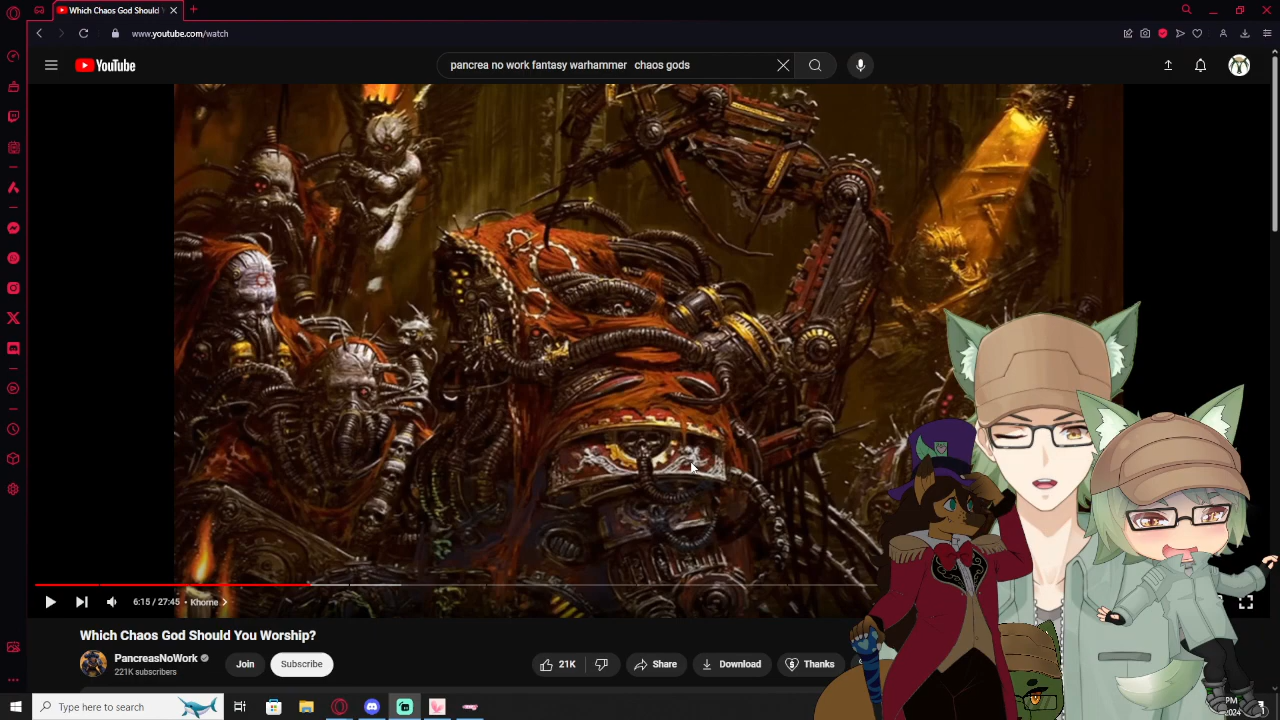 Which Chaos God Should
www.youtube.com/watch
YouTube
pancrea no work fantasy warhammer chaos gods
6:15 / 27:45 • Khorne
Which Chaos God Should You Worship?
PancreasNoWork
221K subscribers
Join
Subscribe
21K
Share
Download
Thanks
Type here to search
PM
2024